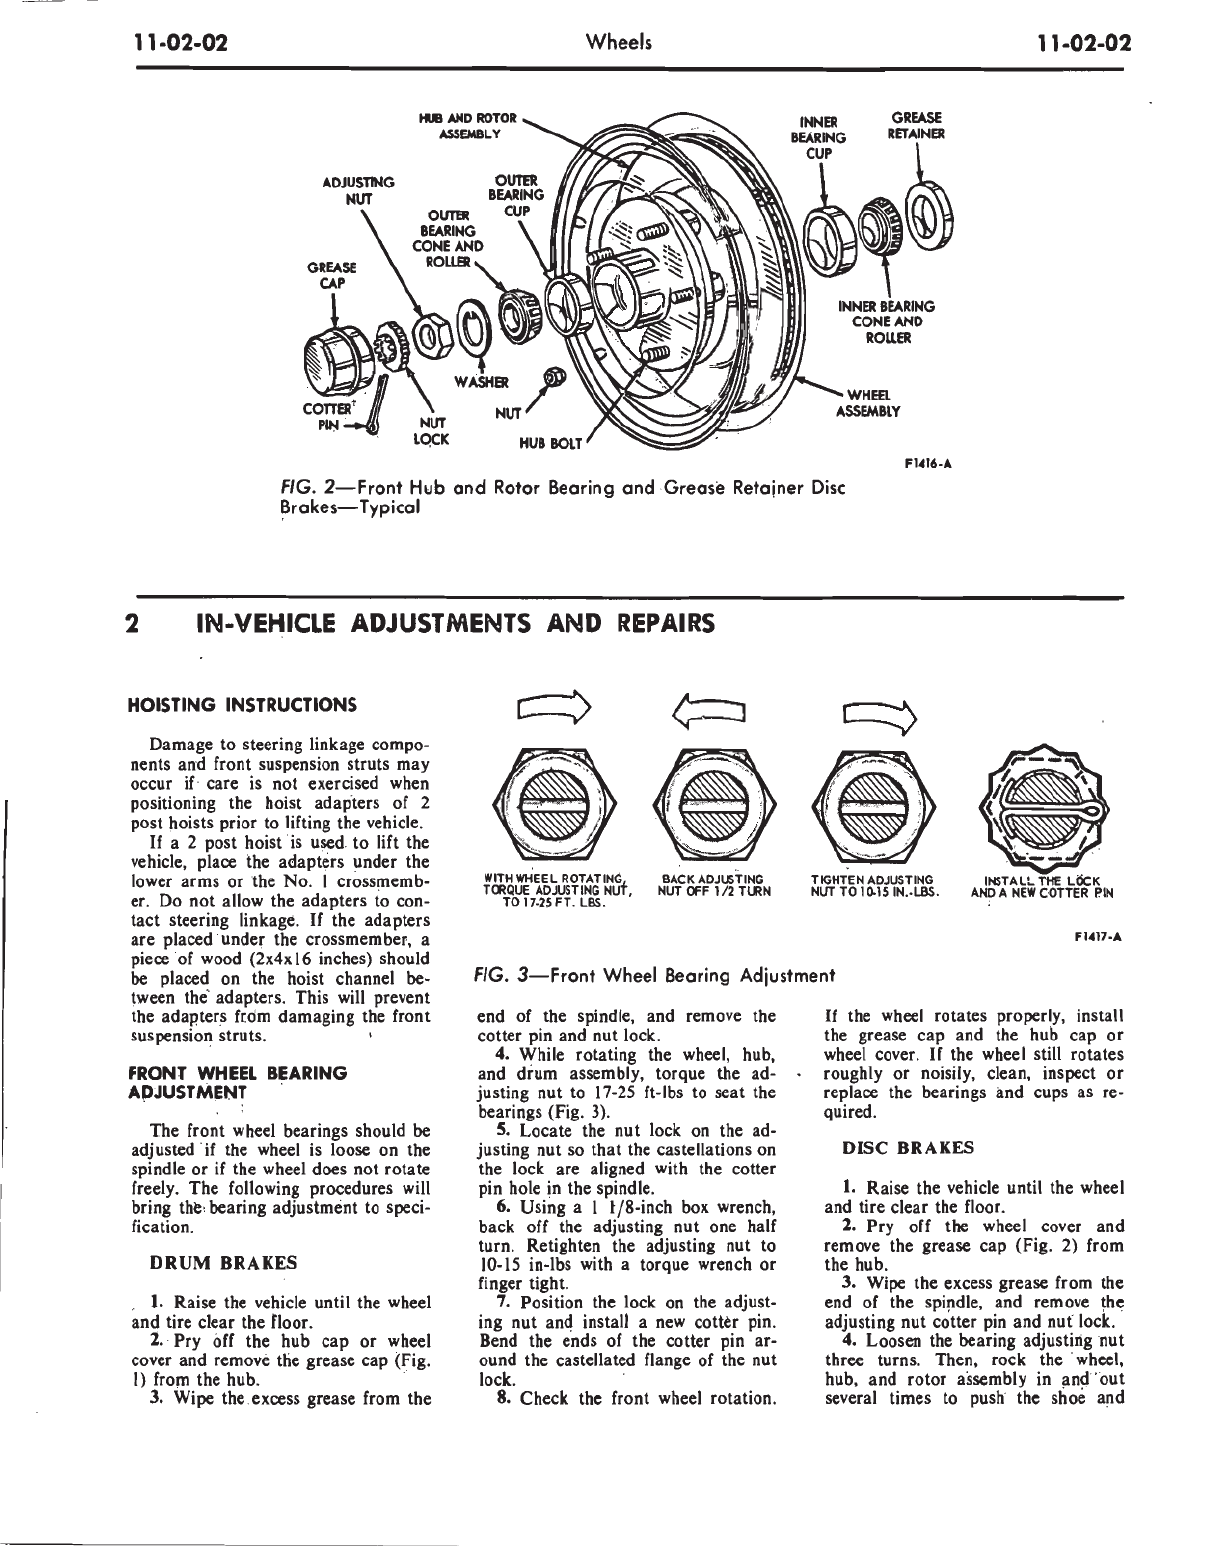 11-02-02
Wheels
11-02-02
HUB AND ROTOR
ASSEMBLY
INNER
BEARING
CUP
GREASE
RETAINER
ADJUSTING
NUT
OUTER
BEARING
CUP
OUTER
BEARING
CONE AND
ROLLER
GREASE
CAP
INNER BEARING
CONE AND
ROLLER
WASHER
WHEEL
ASSEMBLY
COTTER
PIN
NUT
LOCK
NUT
HUB BOLT
F1416-A
FIG. 2—Front Hub and Rotor Bearing and Grease Retainer Disc
Brakes—Typical
2 IN-VEHICLE ADJUSTMENTS AND REPAIRS
HOISTING INSTRUCTIONS
Damage to steering linkage compo-
nents and front suspension struts may
occur if care is not exercised when
positioning the hoist adapters of 2
post hoists prior to lifting the vehicle.
If a 2 post hoist is used to lift the
vehicle, place the adapters under the
lower arms or the No. 1 crossmemb-
er. Do not allow the adapters to con-
tact steering linkage. If the adapters
are placed under the crossmember, a
piece of wood (2x4x16 inches) should
be placed on the hoist channel be-
tween the adapters. This will prevent
the adapters from damaging the front
suspension struts.
FRONT WHEEL BEARING
ADJUSTMENT
The front wheel bearings should be
adjusted if the wheel is loose on the
spindle or if the wheel does not rotate
freely. The following procedures will
bring the bearing adjustment to speci-
fication.
DRUM BRAKES
1. Raise the vehicle until the wheel
and tire clear the floor.
2. Pry off the hub cap or wheel
cover and remove the grease cap (Fig.
1) from the hub.
3. Wipe the excess grease from the
WITH WHEEL ROTATING,
TORQUE ADJUSTING NUT,
TO 17-25 FT. LBS.
BACK ADJUSTING
NUT OFF 1/2 TURN
TIGHTEN ADJUSTING
NUT TO 10-15 IN.-LBS.
INSTALL THE LOCK
AND A NEW COTTER PIN
F1417-A
FIG. 3—Front Wheel Bearing Adjustment
end of the spindle, and remove the
cotter pin and nut lock.
4. While rotating the wheel, hub,
and drum assembly, torque the ad-
justing nut to 17-25 ft-lbs to seat the
bearings (Fig. 3).
5. Locate the nut lock on the ad-
justing nut so that the castellations on
the lock are aligned with the cotter
pin hole in the spindle.
6. Using a 1 1/8-inch box wrench,
back off the adjusting nut one half
turn. Retighten the adjusting nut to
10-15 in-lbs with a torque wrench or
finger tight.
7. Position the lock on the adjust-
ing nut and install a new cotter pin.
Bend the ends of the cotter pin ar-
ound the castellated flange of the nut
lock.
8. Check the front wheel rotation.
If the wheel rotates properly, install
the grease cap and the hub cap or
wheel cover. If the wheel still rotates
roughly or noisily, clean, inspect or
replace the bearings and cups as re-
quired.
DISC BRAKES
1. Raise the vehicle until the wheel
and tire clear the floor.
2. Pry off the wheel cover and
remove the grease cap (Fig. 2) from
the hub.
3. Wipe the excess grease from the
end of the spindle, and remove the
adjusting nut cotter pin and nut lock.
4. Loosen the bearing adjusting nut
three turns. Then, rock the wheel,
hub, and rotor assembly in and out
several times to push the shoe and